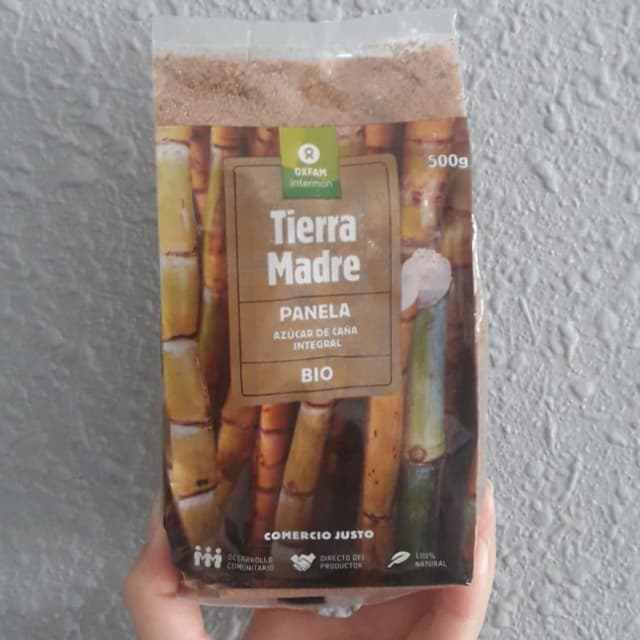 500g
OXFAM
Intermón
Tierra
Madre
PANELA
AZÚCAR DE CAÑA
INTEGRAL
BIO
COMERCIO JUSTO
DESARROLLO
COMUNITARIO
DIRECTO DEL
PRODUCTOR
100%
NATURAL